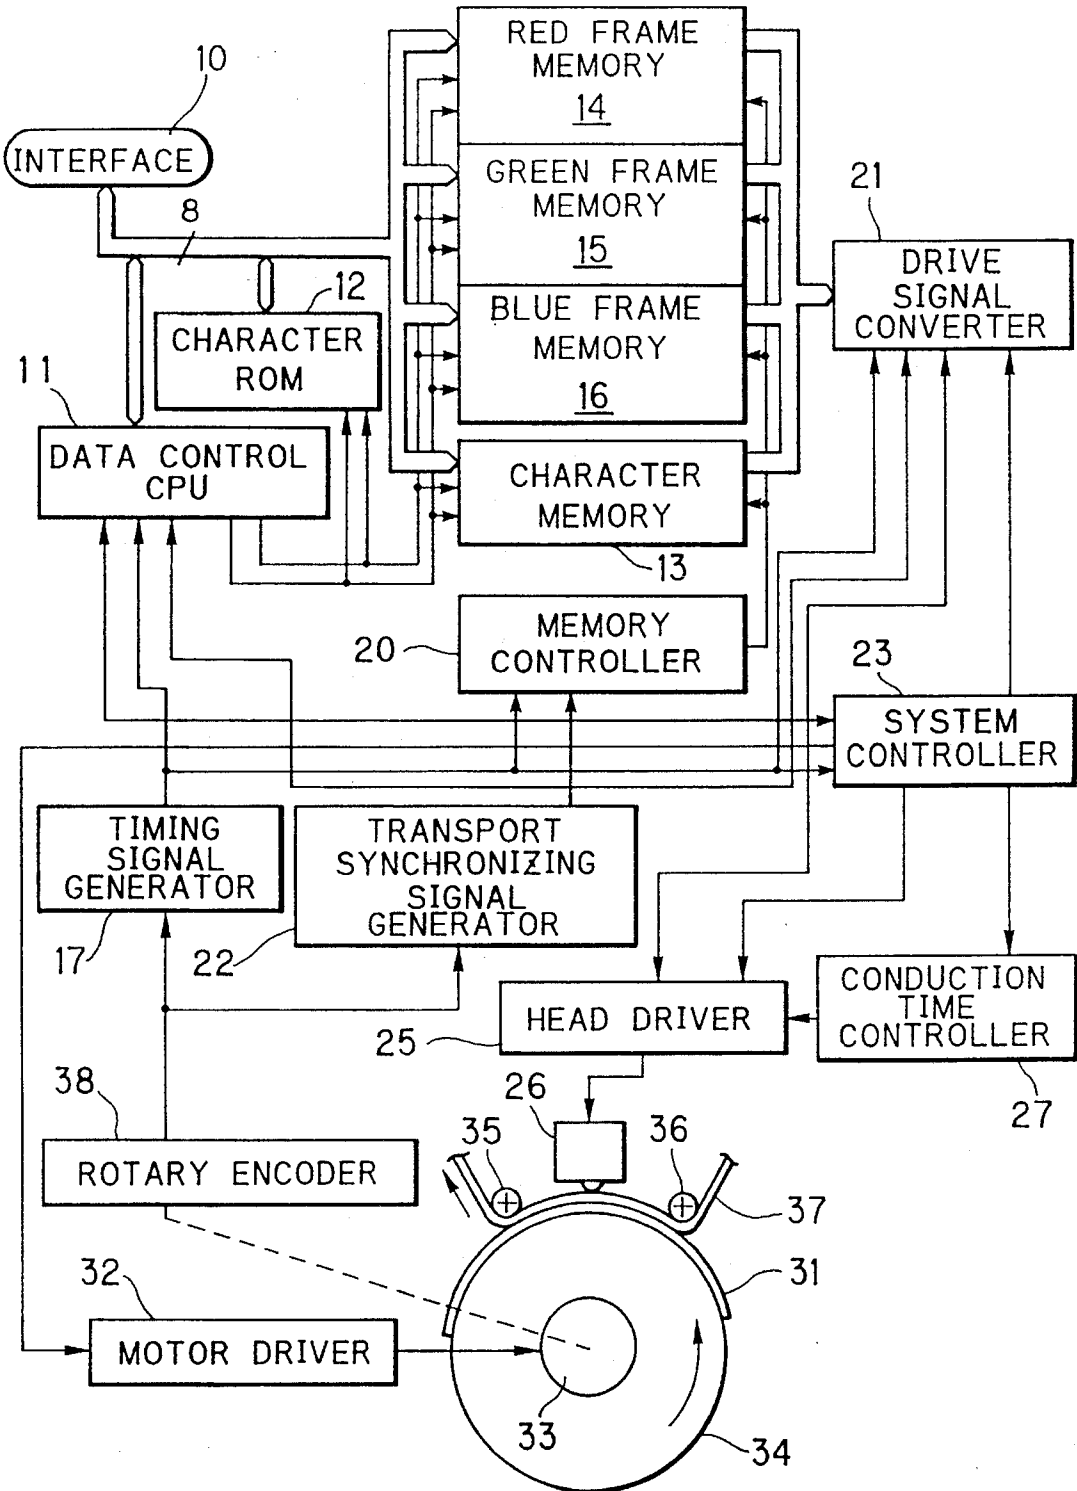 RED FRAME
MEMORY
14
10
INTERFACE
8
GREEN FRAME
MEMORY
15
21
DRIVE
SIGNAL
CONVERTER
12
CHARACTER
ROM
BLUE FRAME
MEMORY
16
11
DATA CONTROL
CPU
CHARACTER
MEMORY
13
20
MEMORY
CONTROLLER
23
SYSTEM
CONTROLLER
TIMING
SIGNAL
GENERATOR
17
TRANSPORT
SYNCHRONIZING
SIGNAL
GENERATOR
22
HEAD DRIVER
25
CONDUCTION
TIME
CONTROLLER
27
38
ROTARY ENCODER
26
35
36
37
31
32
MOTOR DRIVER
33
34